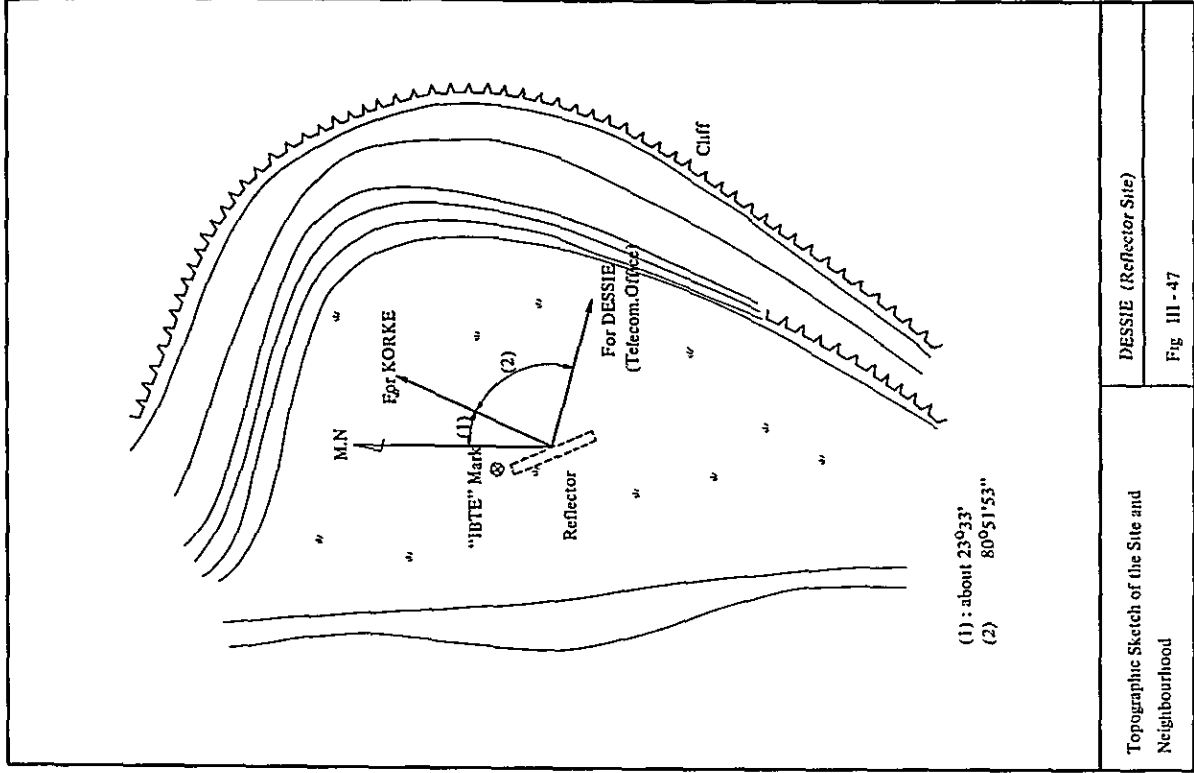 M.N
For KORKE
(1)
(2)
"IBTE" Mark
Reflector
For DESSIE
(Telecom.Office)
Cliff
(1) : about 23°33'
(2) 80°51'53"
Topographic Sketch of the Site and
Neighbourhood
DESSIE (Reflector Site)
Fig III - 47